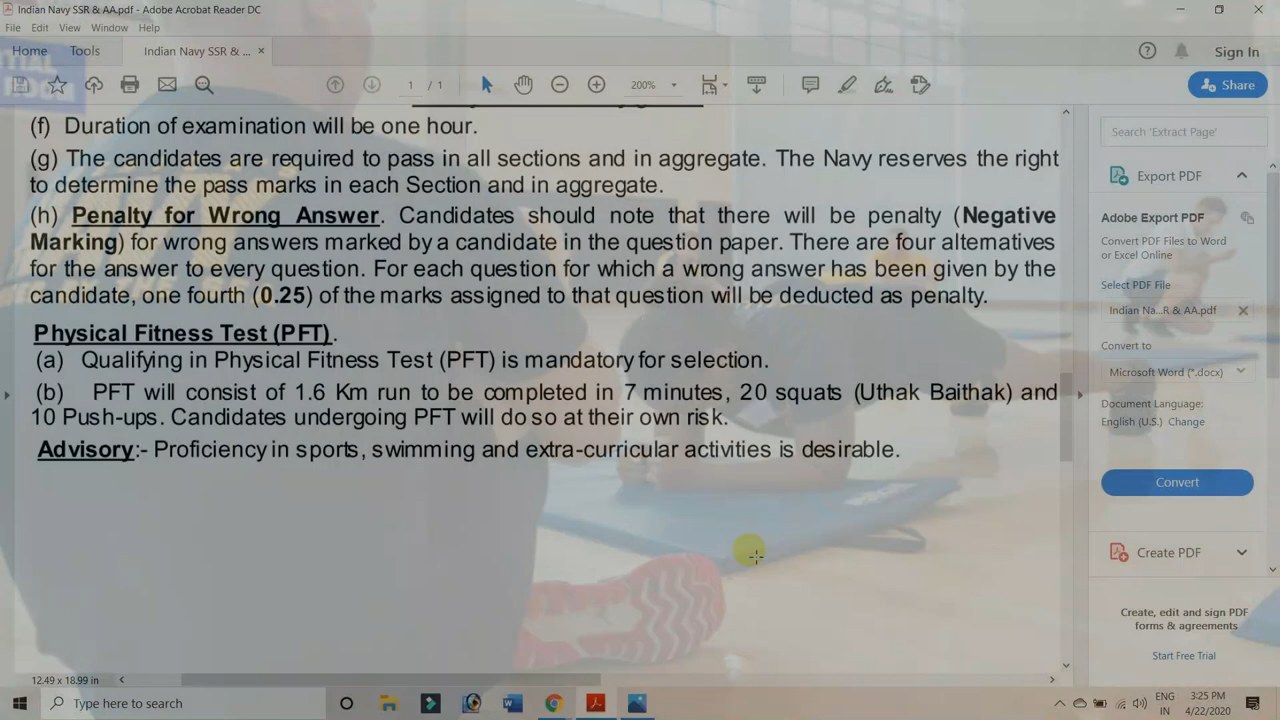 Indian Navy SSR & AA.pdf - Adobe Acrobat Reader DC
File Edit View Window Help
Home Tools Indian Navy SSR & ... × Sign In
1 / 1 200% Share
(f) Duration of examination will be one hour.
(g) The candidates are required to pass in all sections and in aggregate. The Navy reserves the right
to determine the pass marks in each Section and in aggregate.
(h) Penalty for Wrong Answer. Candidates should note that there will be penalty (Negative
Marking) for wrong answers marked by a candidate in the question paper. There are four alternatives
for the answer to every question. For each question for which a wrong answer has been given by the
candidate, one fourth (0.25) of the marks assigned to that question will be deducted as penalty.
Physical Fitness Test (PFT).
(a) Qualifying in Physical Fitness Test (PFT) is mandatory for selection.
(b) PFT will consist of 1.6 Km run to be completed in 7 minutes, 20 squats (Uthak Baithak) and
10 Push-ups. Candidates undergoing PFT will do so at their own risk.
Advisory:- Proficiency in sports, swimming and extra-curricular activities is desirable.
Search 'Extract Page'
Export PDF
Adobe Export PDF
Convert PDF Files to Word
or Excel Online
Select PDF File
Indian Na...R & AA.pdf
Convert to
Microsoft Word (*.docx)
Document Language:
English (U.S.) Change
Convert
Create PDF
Create, edit and sign PDF
forms & agreements
Start Free Trial
12.49 x 18.99 in
Type here to search
ENG
IN
3:25 PM
4/22/2020